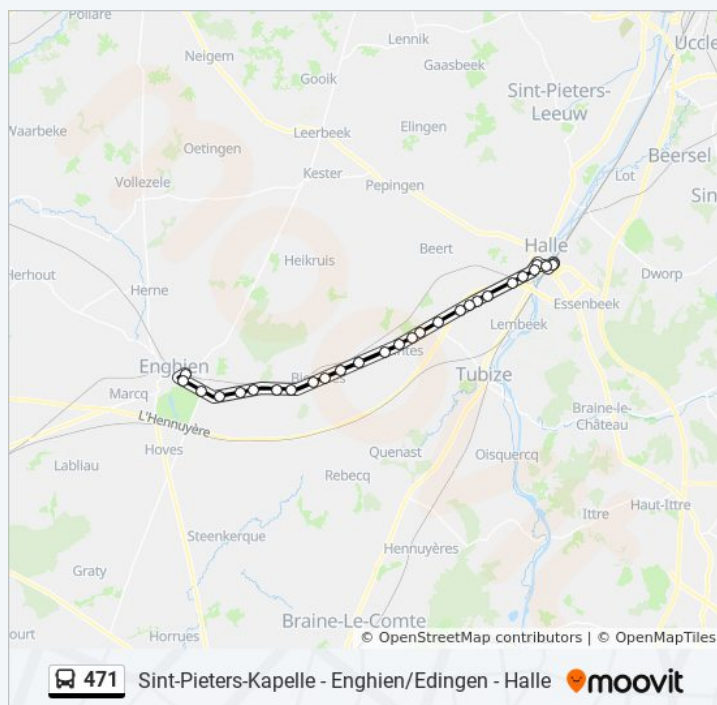 Pollare
Lennik
Uccle
Neigem
Gooik
Gaasbeek
Sint-Pieters-
Leeuw
Waarbeke
Leerbeek
Elingen
Oetingen
Beersel
Vollezele
Kester
Pepingen
Lot
Sin
Herhout
Heikruis
Beert
Halle
Dworp
Herne
Essenbeek
Lembeek
Enghien
Tubize
Marcq
L'Hennuyère
Braine-le-
Château
Hoves
Quenast
Oisquercq
Labliau
Rebecq
Haut-Ittre
Ittre
Steenkerque
Hennuyères
Graty
Braine-Le-Comte
court
Horrues
© OpenStreetMap contributors | © OpenMapTiles
471 Sint-Pieters-Kapelle - Enghien/Edingen - Halle moovit